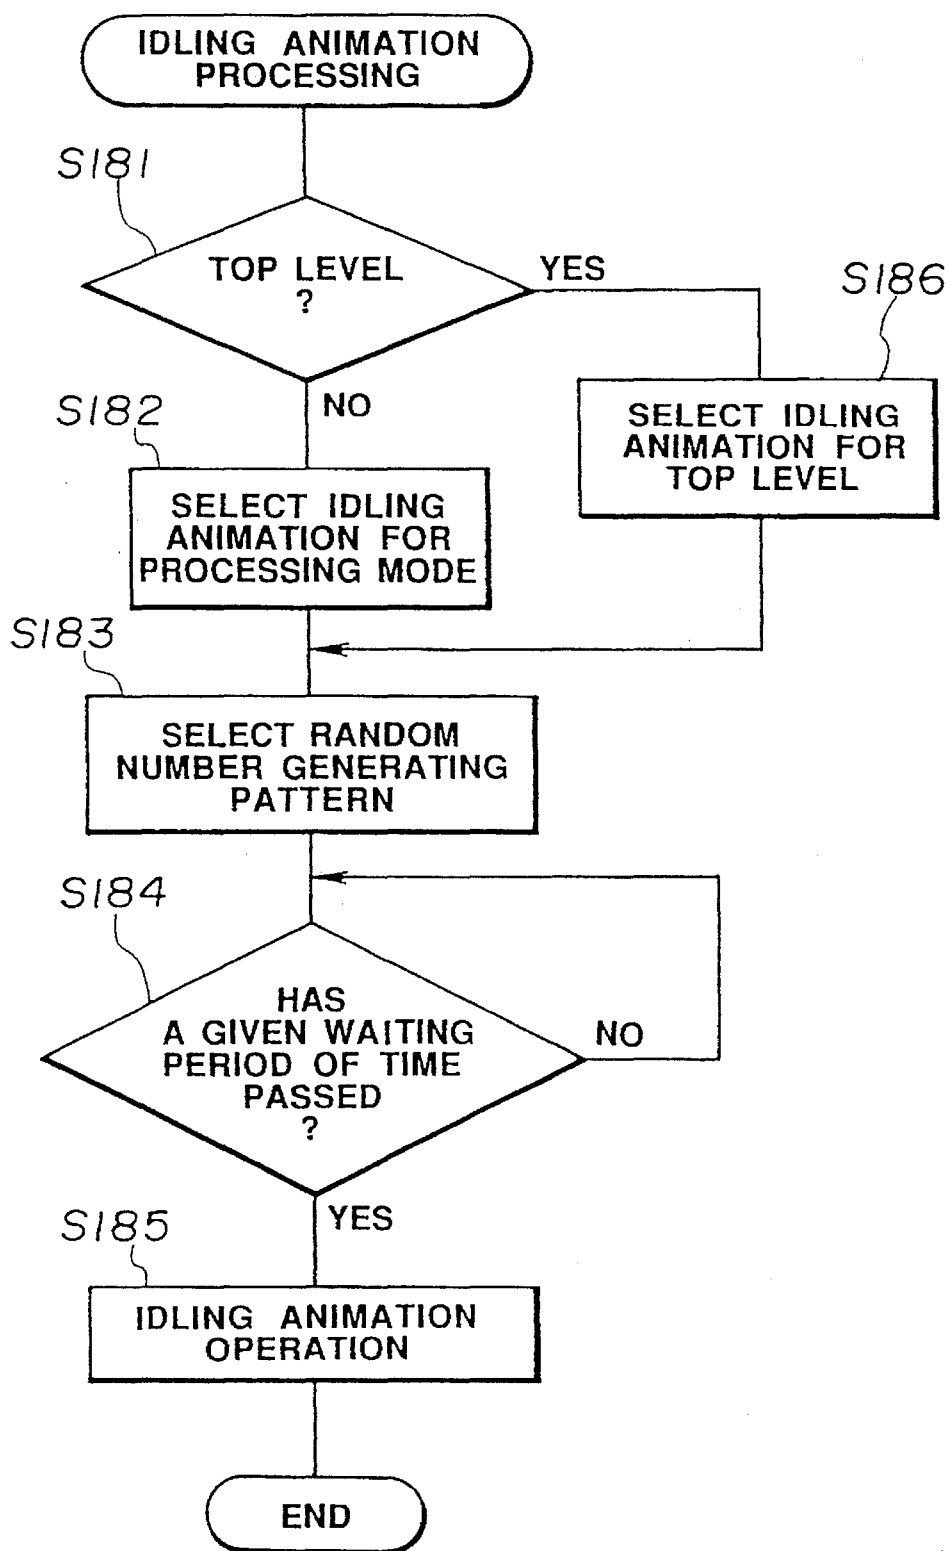 IDLING ANIMATION
PROCESSING
S181
TOP LEVEL
?
YES
S186
SELECT IDLING
ANIMATION FOR
TOP LEVEL
NO
S182
SELECT IDLING
ANIMATION FOR
PROCESSING MODE
S183
SELECT RANDOM
NUMBER GENERATING
PATTERN
S184
HAS
A GIVEN WAITING
PERIOD OF TIME
PASSED
?
NO
YES
S185
IDLING ANIMATION
OPERATION
END